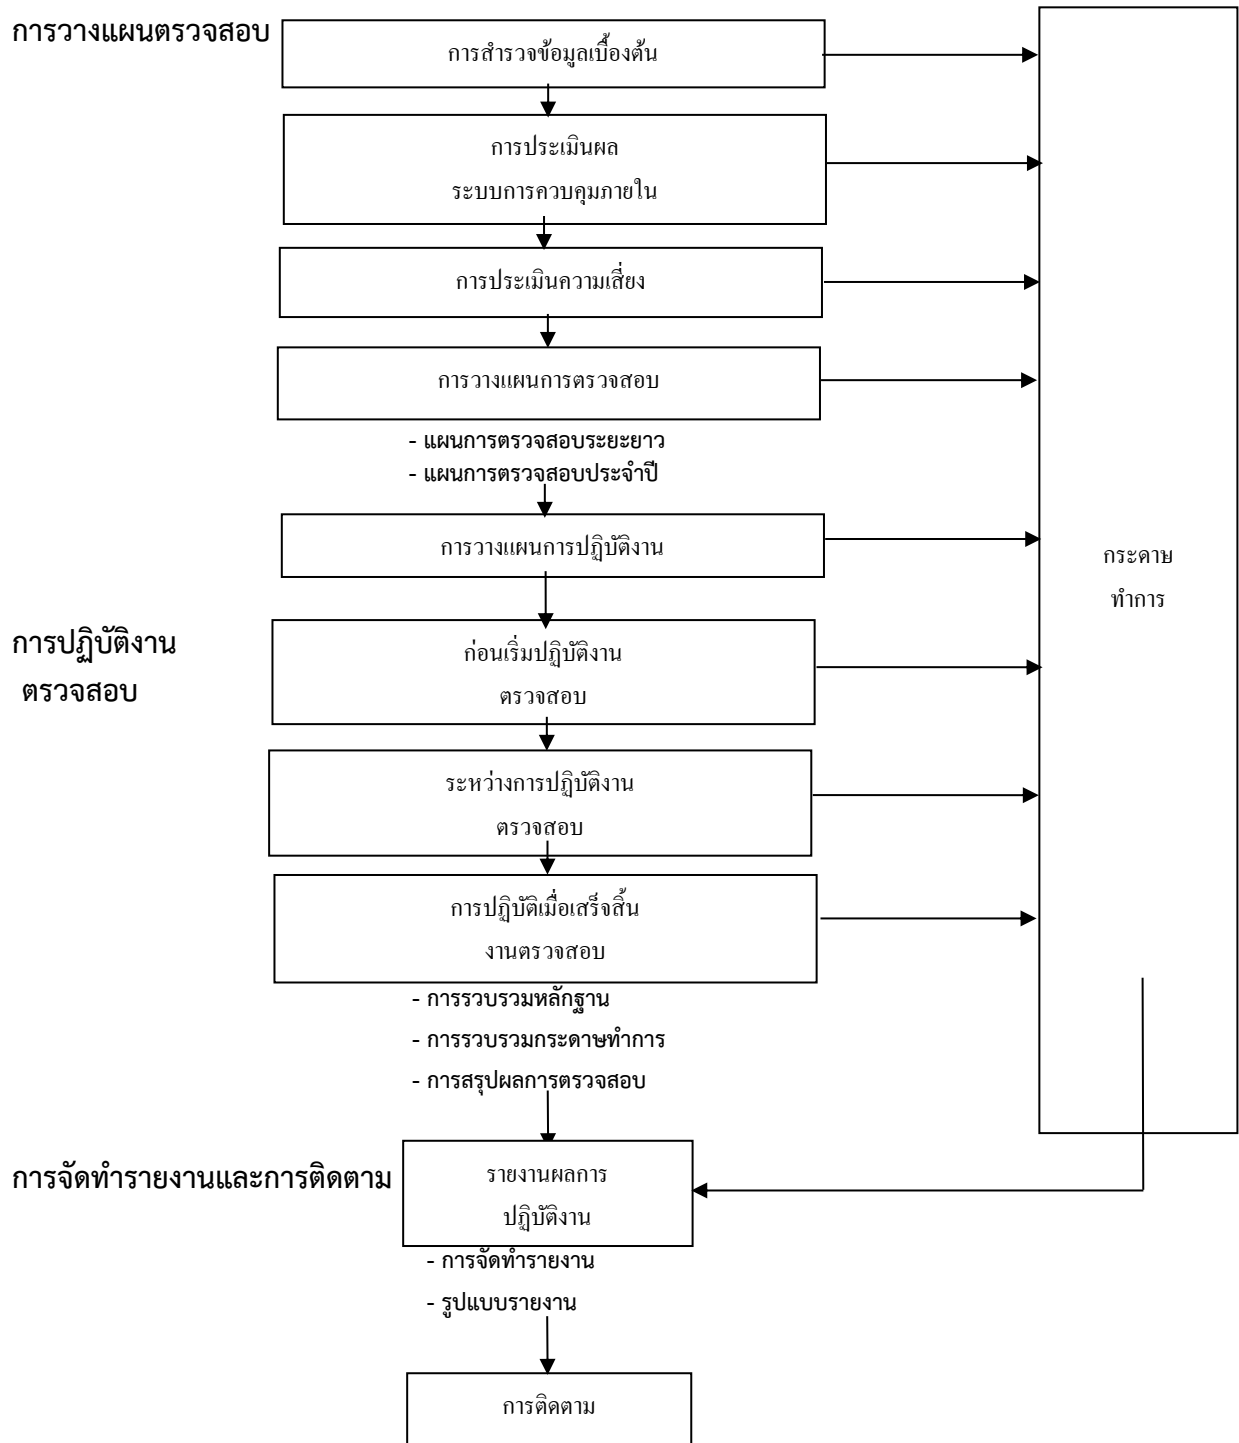 การวางแผนตรวจสอบ
การสำรวจข้อมูลเบื้องต้น
การประเมินผล
ระบบการควบคุมภายใน
การประเมินความเสี่ยง
การวางแผนการตรวจสอบ
- แผนการตรวจสอบระยะยาว
- แผนการตรวจสอบประจำปี
การวางแผนการปฏิบัติงาน
กระดาษ
ทำการ
การปฏิบัติงาน
ตรวจสอบ
ก่อนเริ่มปฏิบัติงาน
ตรวจสอบ
ระหว่างการปฏิบัติงาน
ตรวจสอบ
การปฏิบัติเมื่อเสร็จสิ้น
งานตรวจสอบ
- การรวบรวมหลักฐาน
- การรวบรวมกระดาษทำการ
- การสรุปผลการตรวจสอบ
การจัดทำรายงานและการติดตาม
รายงานผลการ
ปฏิบัติงาน
- การจัดทำรายงาน
- รูปแบบรายงาน
การติดตาม